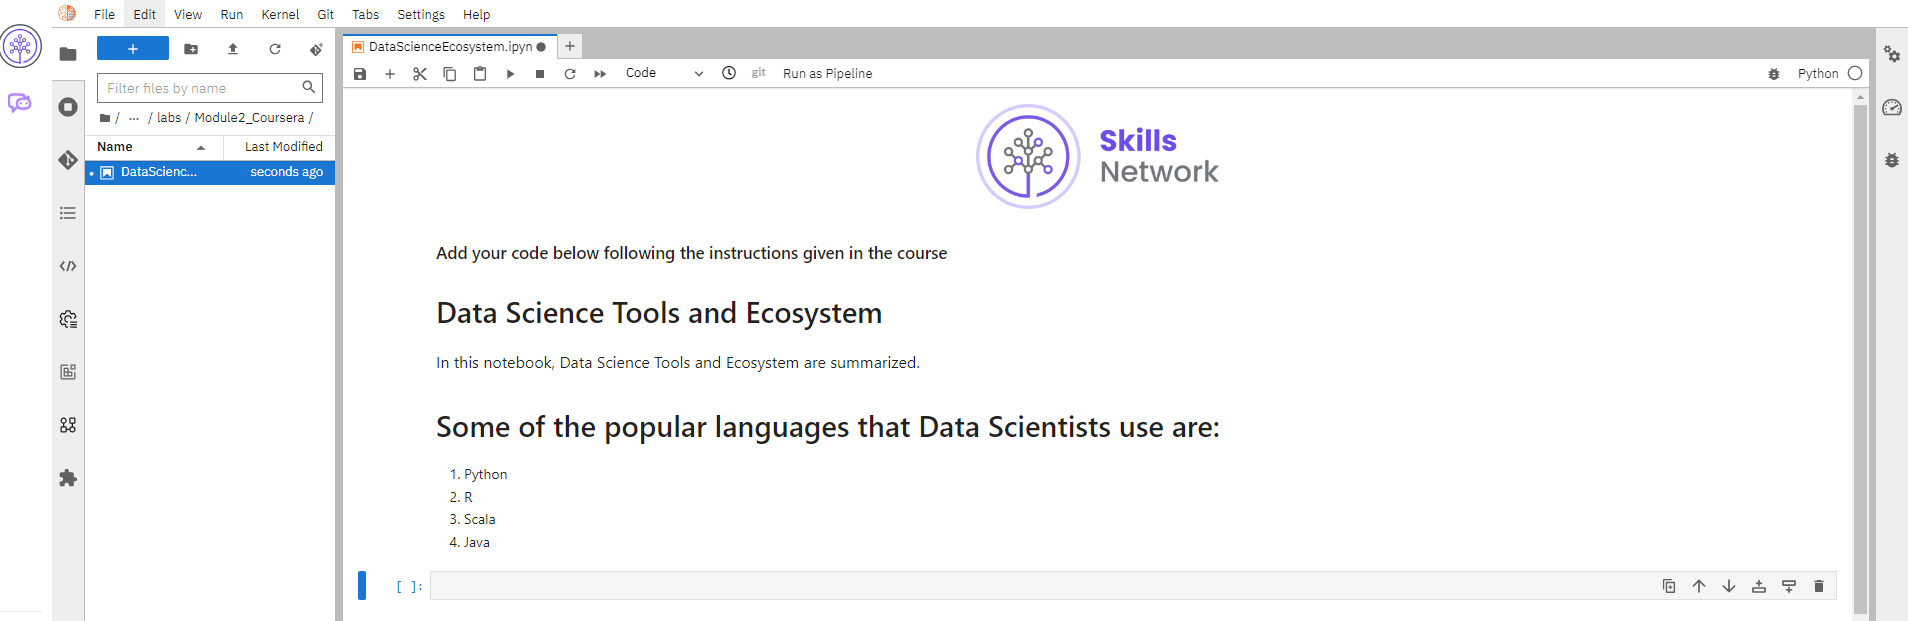 File Edit View Run Kernel Git Tabs Settings Help
DataScienceEcosystem.ipyn
Code git Run as Pipeline Python
Filter files by name
/ ... / labs / Module2_Coursera /
Name Last Modified
DataScienc... seconds ago
Skills
Network
Add your code below following the instructions given in the course
Data Science Tools and Ecosystem
In this notebook, Data Science Tools and Ecosystem are summarized.
Some of the popular languages that Data Scientists use are:
1. Python
2. R
3. Scala
4. Java
[ ]: